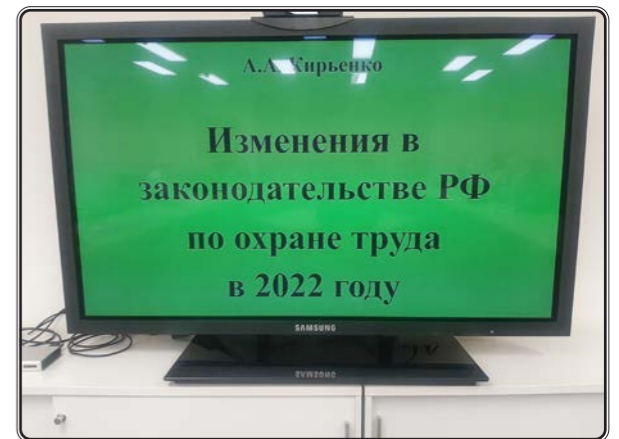 А.А. Кирьенко
Изменения в
законодательстве РФ
по охране труда
в 2022 году
SAMSUNG